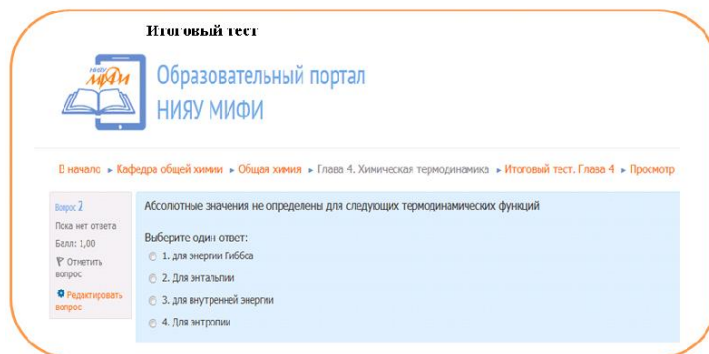 Итоговый тест
НИЯУ
МИФИ
Образовательный портал
НИЯУ МИФИ
В начало ▸ Кафедра общей химии ▸ Общая химия ▸ Глава 4. Химическая термодинамика ▸ Итоговый тест. Глава 4 ▸ Просмотр
Вопрос 2
Пока нет ответа
Балл: 1,00
Отметить
вопрос
Редактировать
вопрос
Абсолютные значения не определены для следующих термодинамических функций
Выберите один ответ:
1. для энергии Гиббса
2. Для энтальпии
3. для внутренней энергии
4. Для энтропии